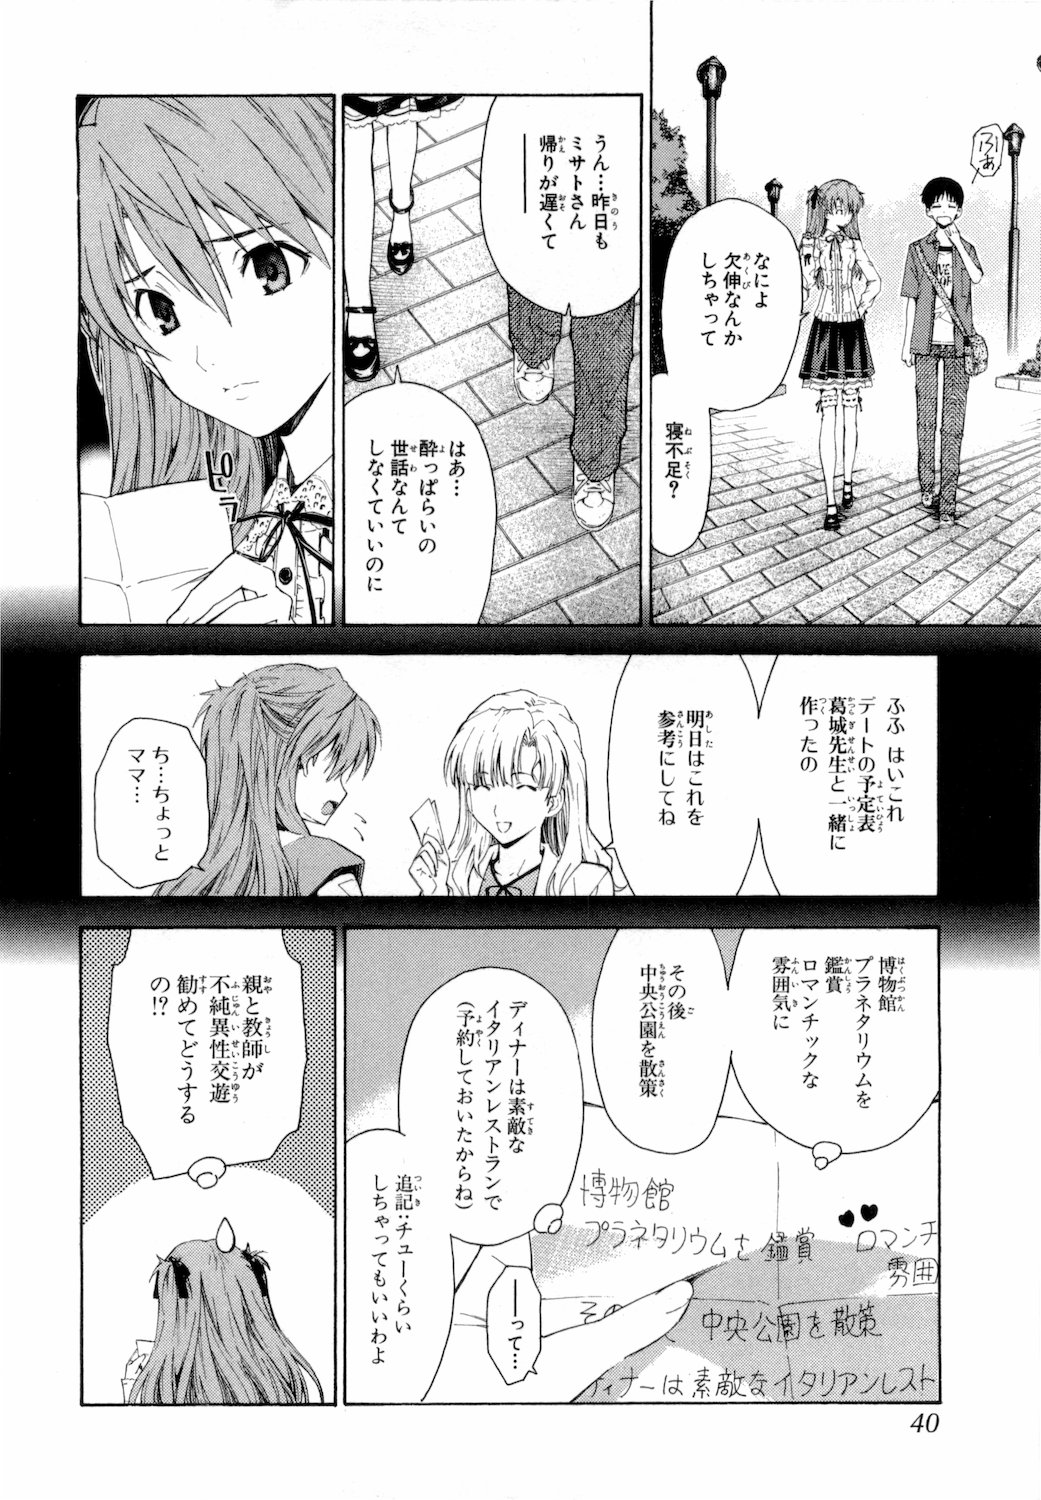 ふぁ
なによ
欠伸なんか
しちゃって
寝不足?
うん…昨日も
ミサトさん
帰りが遅くて
――
はあ…
酔っぱらいの
世話なんて
しなくていいのに
ピラ
ふふ はいこれ
デートの予定表
葛城先生と一緒に
作ったの
明日はこれを
参考にしてね
ち…ちょっと
ママ…
博物館
プラネタリウムを
鑑賞
ロマンチックな
雰囲気に
その後
中央公園を散策
ディナーは素敵な
イタリアンレストランで
(予約しておいたからね)
追記:チューくらい
しちゃってもいいわよ
――って…
博物館
プラネタリウムを 鑑賞 ロマンチ
雰囲
その 中央公園を散策
ディナーは素敵なイタリアンレスト
親と教師が
不純異性交遊
勧めてどうする
の!?
40